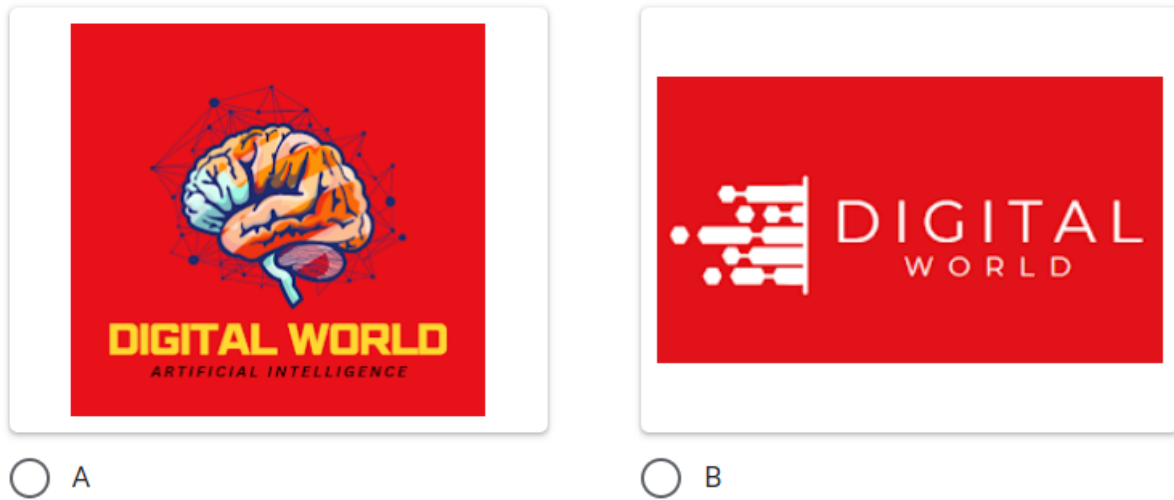 DIGITAL WORLD
ARTIFICIAL INTELLIGENCE
A
DIGITAL
WORLD
B